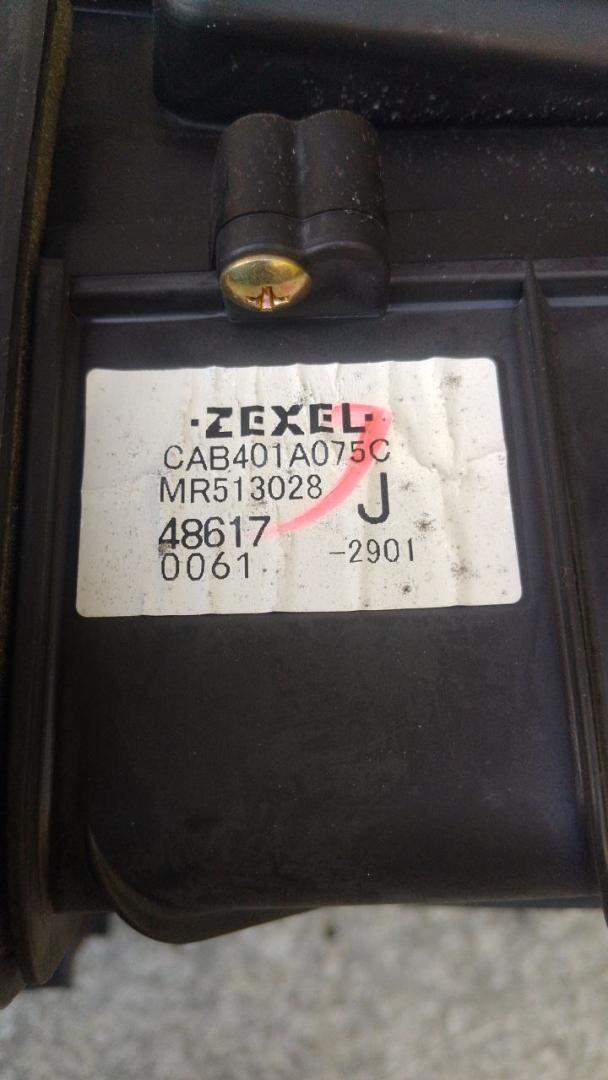 ·ZEXEL·
CAB401A075C
MR513028 J
48617
0061 -2901